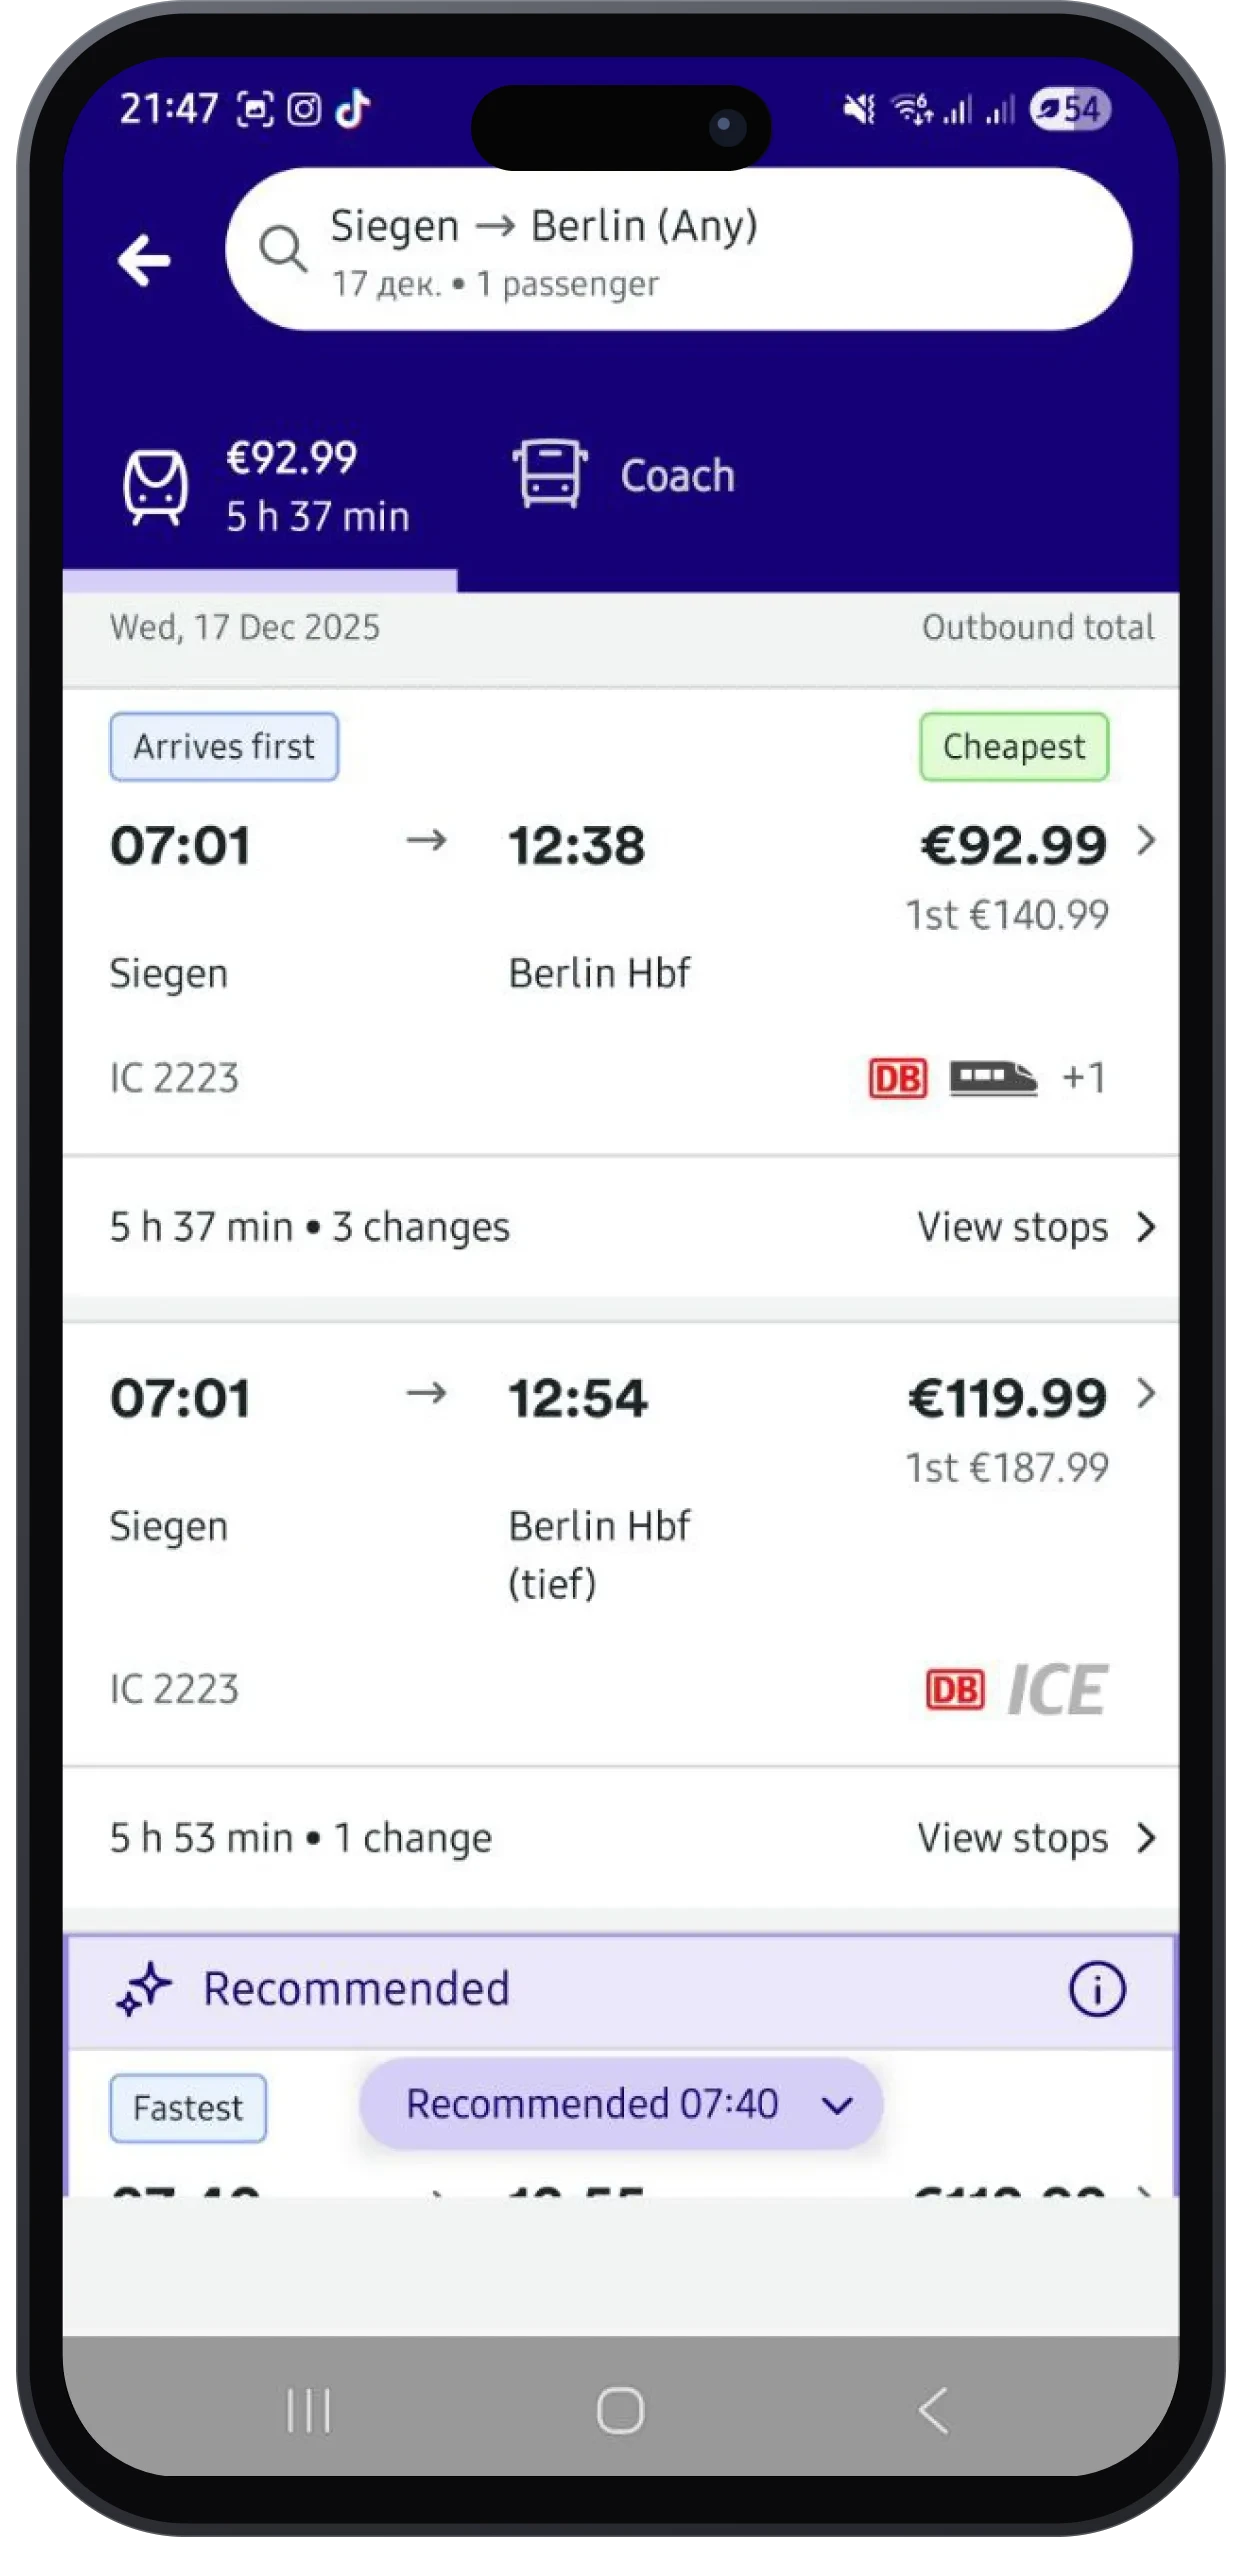 21:47 54
Siegen → Berlin (Any)
17 дек. • 1 passenger
€92.99
5 h 37 min
Coach
Wed, 17 Dec 2025 Outbound total
Arrives first Cheapest
07:01 → 12:38 €92.99
1st €140.99
Siegen Berlin Hbf
IC 2223 DB +1
5 h 37 min • 3 changes View stops
07:01 → 12:54 €119.99
1st €187.99
Siegen Berlin Hbf
(tief)
IC 2223 DB ICE
5 h 53 min • 1 change View stops
Recommended
Fastest Recommended 07:40